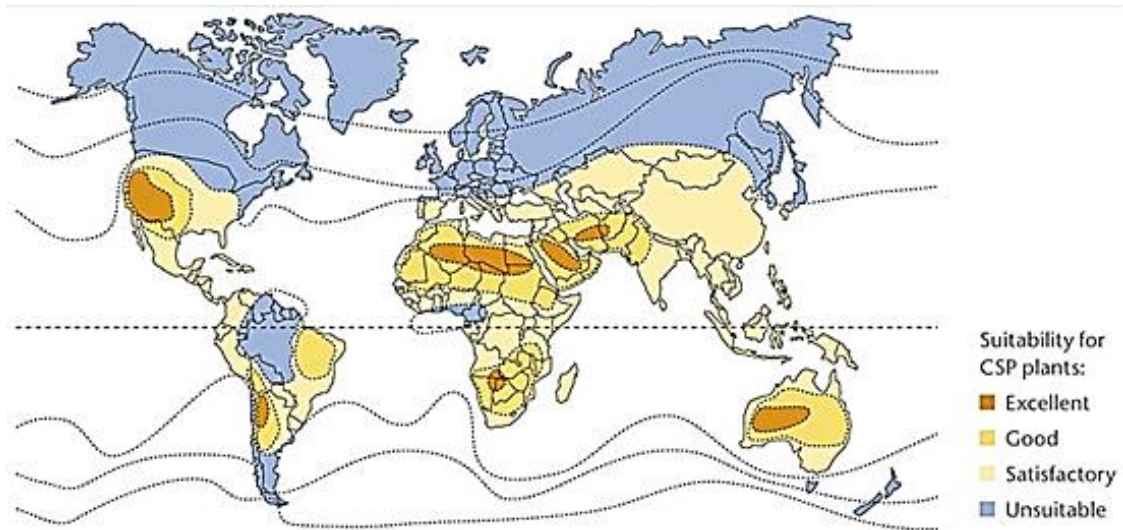 Suitability for
CSP plants:
Excellent
Good
Satisfactory
Unsuitable